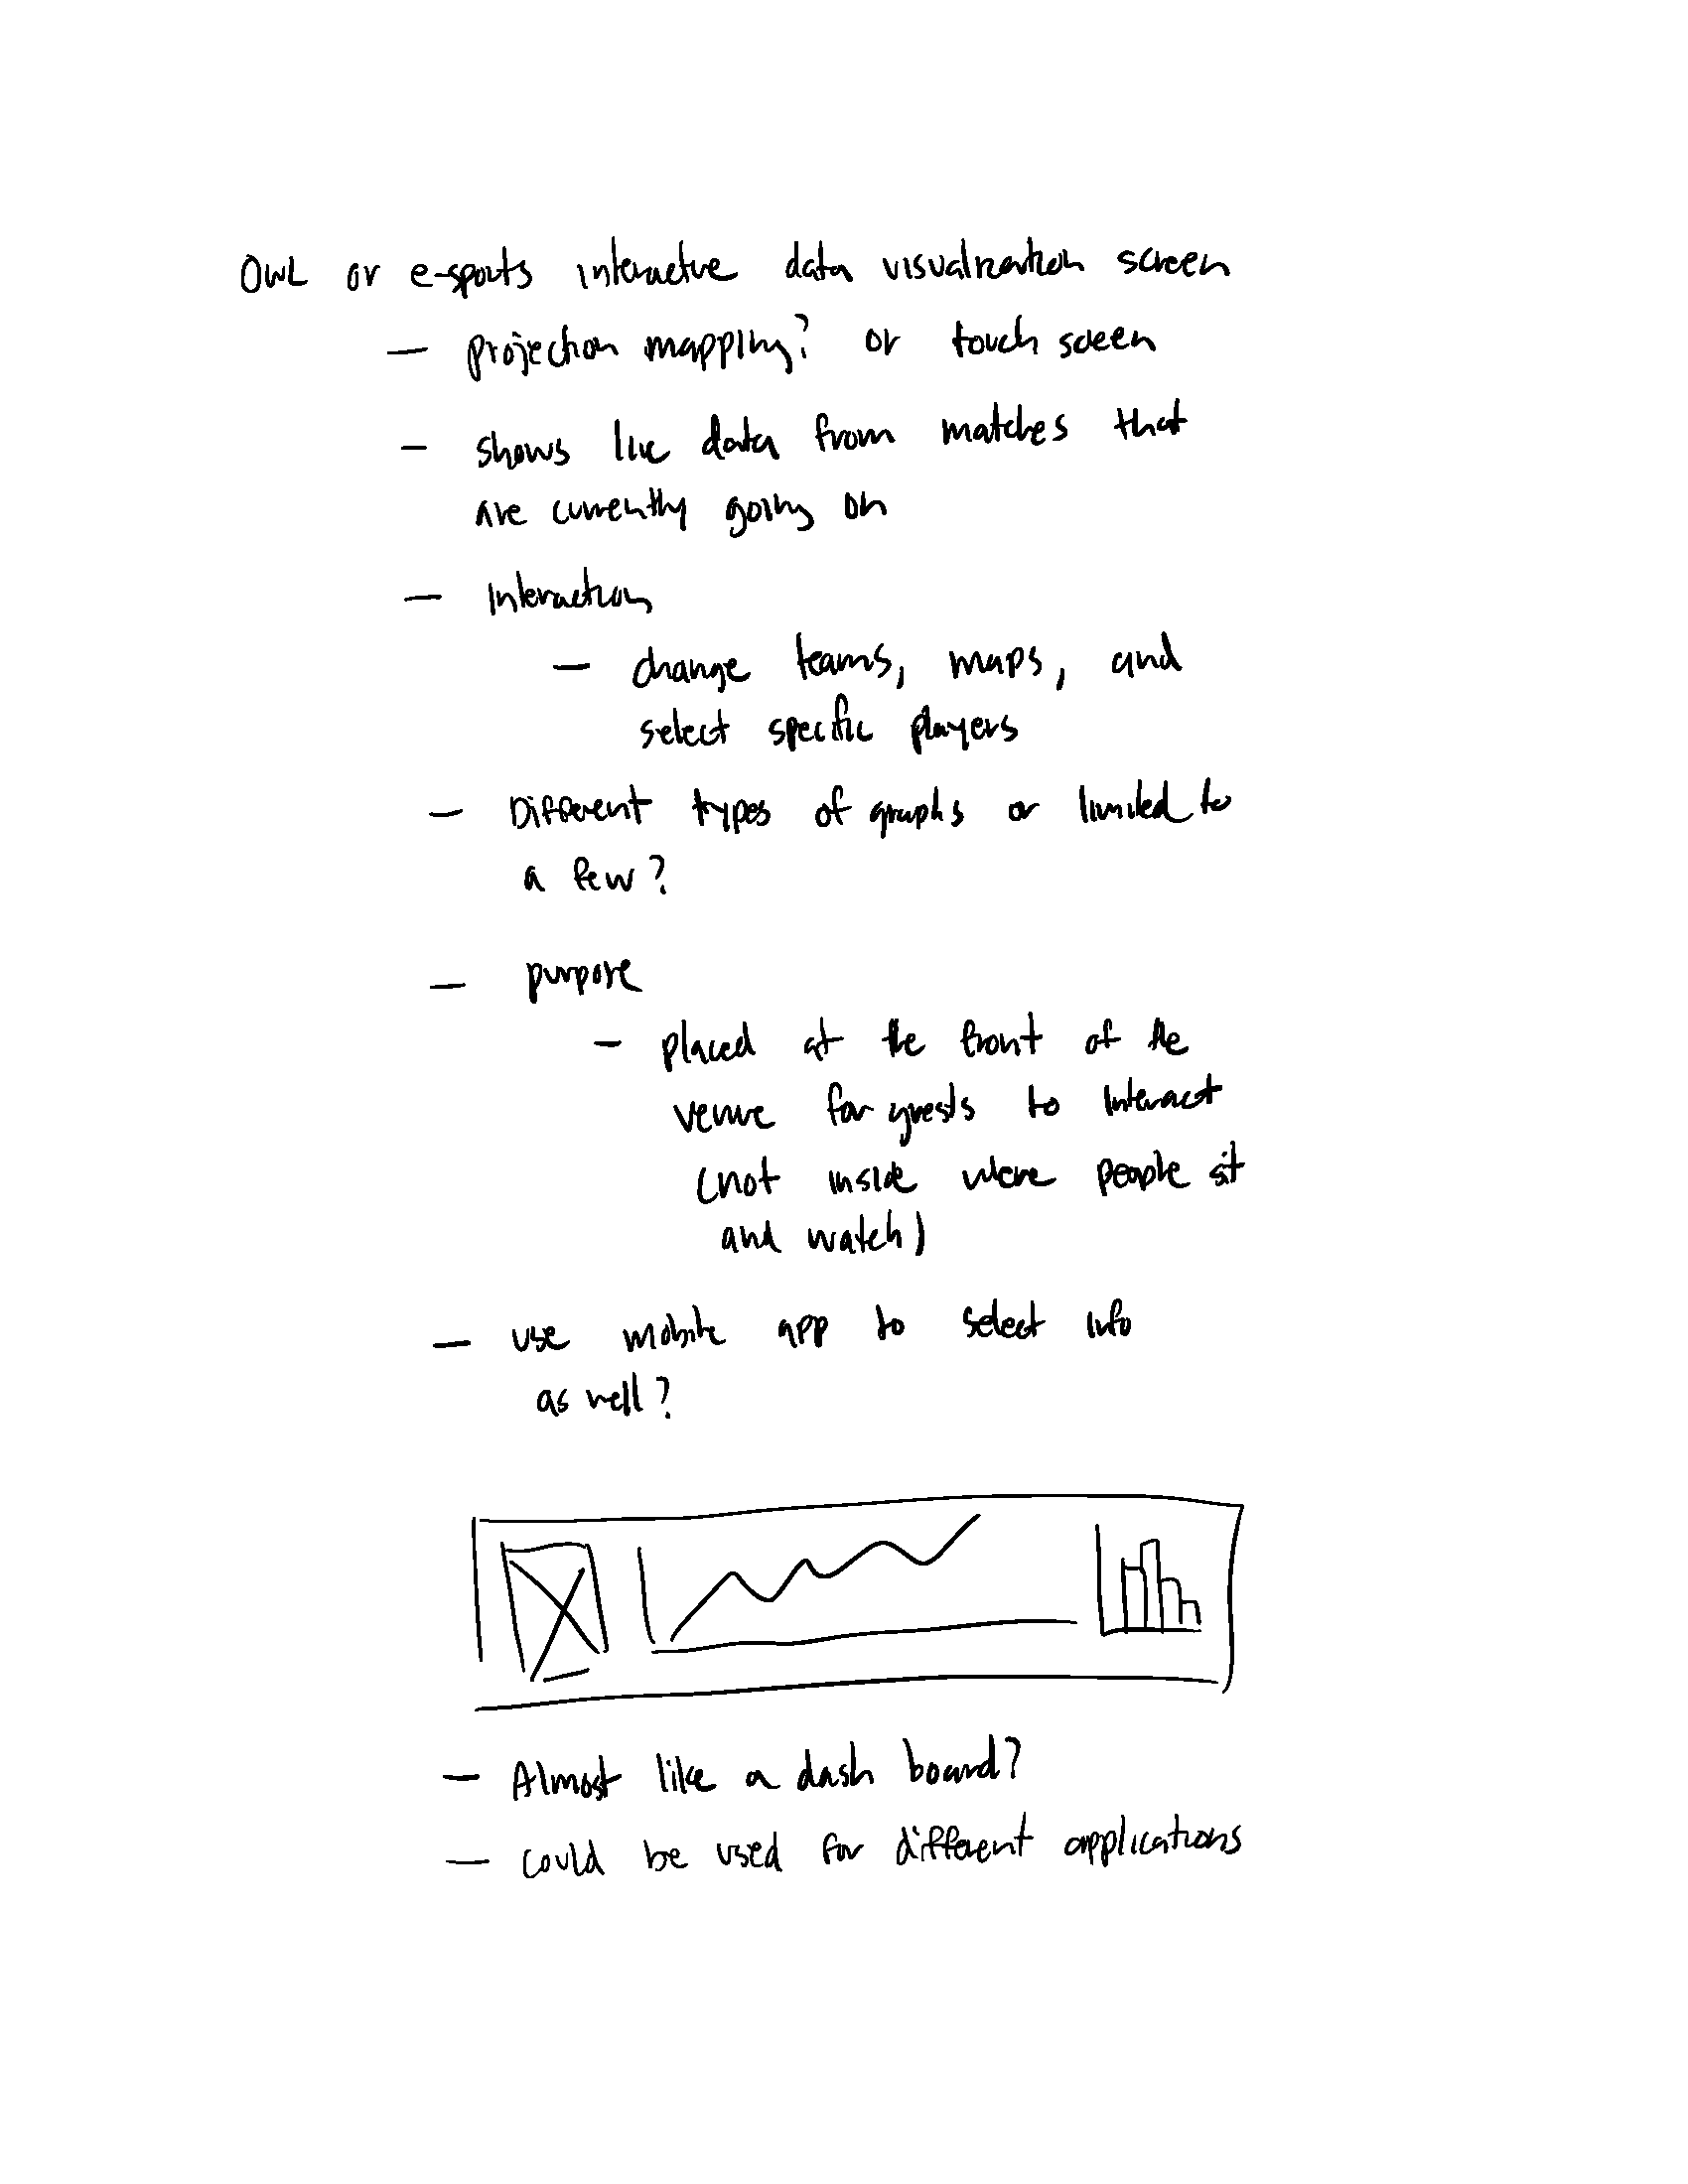 OWL or e-sports interactive data visualization screen
— projection mapping? or touch screen
— shows live data from matches that
are currently going on
— Interaction
— change teams, maps, and
select specific players
— Different types of graphs or limited to
a few?
— purpose
— placed at the front of the
venue for guests to interact
(not inside where people sit
and watch)
— use mobile app to select info
as well?
— Almost like a dash board?
— could be used for different applications